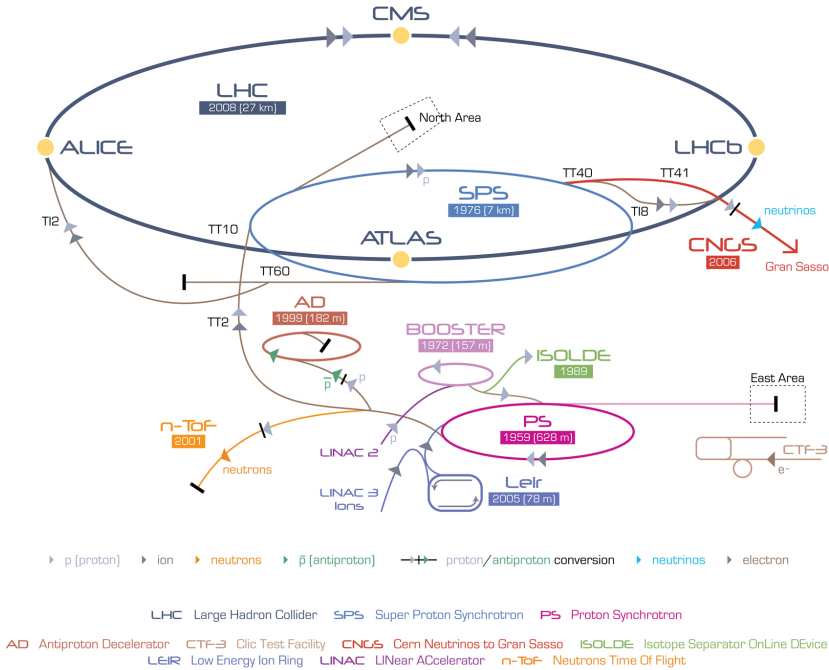 CMS
LHC
2008 (27 km)
North Area
ALICE
LHCb
TT40
TT41
p
SPS
1976 (7 km)
TI8
neutrinos
TI2
TT10
ATLAS
CNGS
2006
Gran Sasso
TT60
AD
1999 (182 m)
TT2
BOOSTER
1972 (157 m)
ISOLDE
1989
East Area
p̄
p
n-ToF
2001
PS
1959 (628 m)
p
LINAC 2
neutrons
CTF-3
e-
LINAC 3
Ions
Leir
2005 (78 m)
p (proton)
ion
neutrons
p̄ (antiproton)
proton/antiproton conversion
neutrinos
electron
LHC Large Hadron Collider
SPS Super Proton Synchrotron
PS Proton Synchrotron
AD Antiproton Decelerator
CTF-3 Clic Test Facility
CNGS Cern Neutrinos to Gran Sasso
ISOLDE Isotope Separator OnLine DEvice
LEIR Low Energy Ion Ring
LINAC LINear ACcelerator
n-ToF Neutrons Time Of Flight